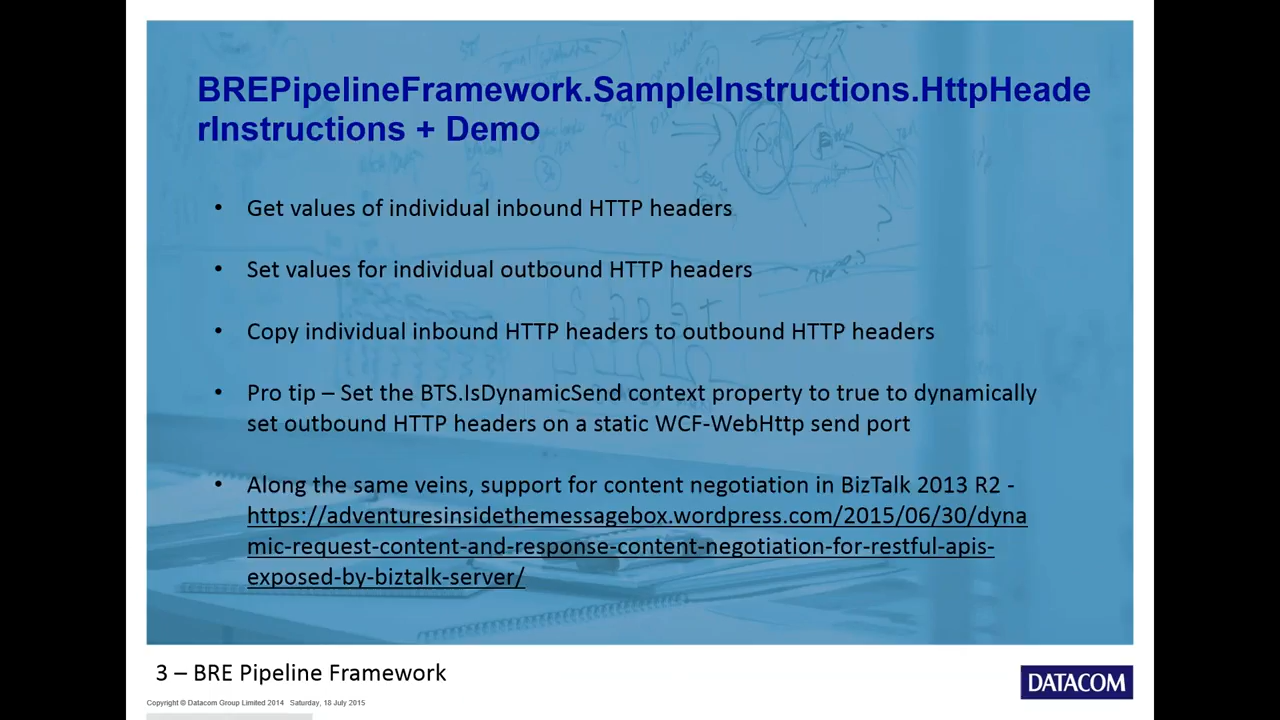 BREPipelineFramework.SampleInstructions.HttpHeade
rInstructions + Demo
• Get values of individual inbound HTTP headers
• Set values for individual outbound HTTP headers
• Copy individual inbound HTTP headers to outbound HTTP headers
• Pro tip – Set the BTS.IsDynamicSend context property to true to dynamically
set outbound HTTP headers on a static WCF-WebHttp send port
• Along the same veins, support for content negotiation in BizTalk 2013 R2 -
https://adventuresinsidethemessagebox.wordpress.com/2015/06/30/dyna
mic-request-content-and-response-content-negotiation-for-restful-apis-
exposed-by-biztalk-server/
3 – BRE Pipeline Framework
DATACOM
Copyright © Datacom Group Limited 2014 Saturday, 18 July 2015